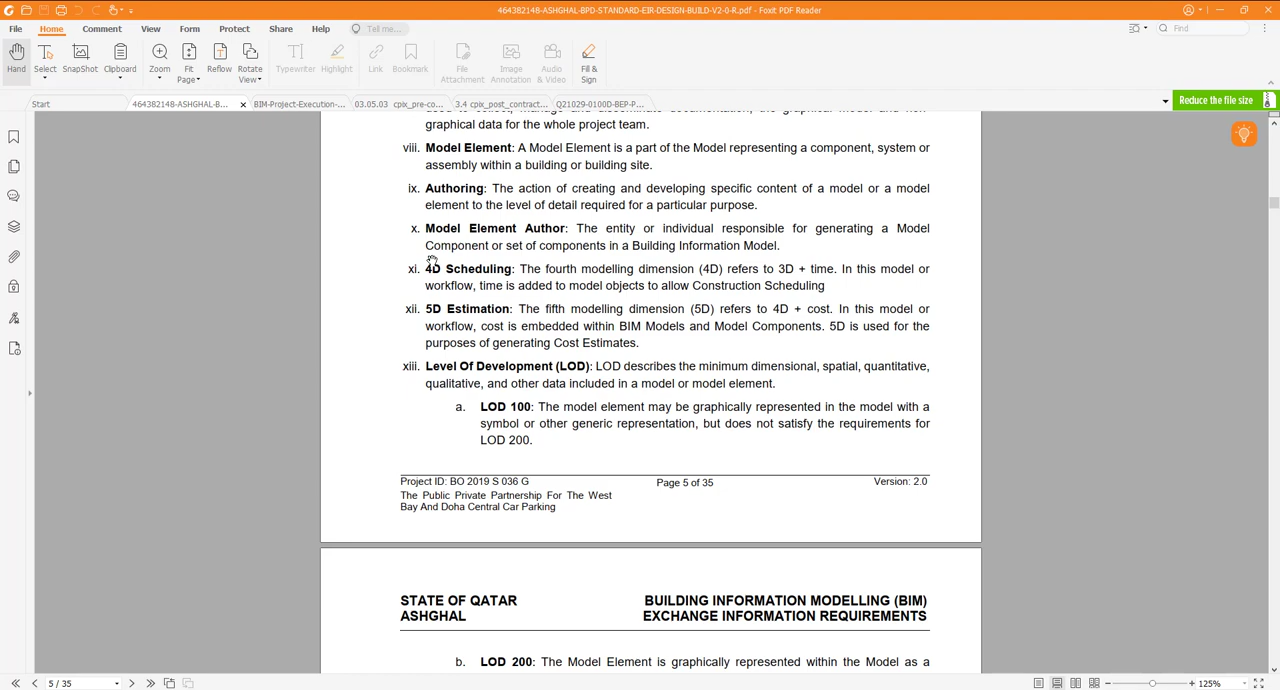 464382148-ASHGHAL-BPD-STANDARD-EIR-DESIGN-BUILD-V2-0-R.pdf - Foxit PDF Reader
File Home Comment View Form Protect Share Help Tell me... Find
Hand Select SnapShot Clipboard Zoom Fit Page Reflow Rotate View Typewriter Highlight Link Bookmark File Attachment Image Annotation Audio & Video Fill & Sign
Start 464382148-ASHGHAL-B... BIM-Project-Execution-... 03.05.03 cpix_pre-co... 3.4 cpix_post_contract... Q21029-0100D-BEP-P... Reduce the file size
graphical data for the whole project team.
viii. Model Element: A Model Element is a part of the Model representing a component, system or
assembly within a building or building site.
ix. Authoring: The action of creating and developing specific content of a model or a model
element to the level of detail required for a particular purpose.
x. Model Element Author: The entity or individual responsible for generating a Model
Component or set of components in a Building Information Model.
xi. 4D Scheduling: The fourth modelling dimension (4D) refers to 3D + time. In this model or
workflow, time is added to model objects to allow Construction Scheduling
xii. 5D Estimation: The fifth modelling dimension (5D) refers to 4D + cost. In this model or
workflow, cost is embedded within BIM Models and Model Components. 5D is used for the
purposes of generating Cost Estimates.
xiii. Level Of Development (LOD): LOD describes the minimum dimensional, spatial, quantitative,
qualitative, and other data included in a model or model element.
a. LOD 100: The model element may be graphically represented in the model with a
symbol or other generic representation, but does not satisfy the requirements for
LOD 200.
Project ID: BO 2019 S 036 G Page 5 of 35 Version: 2.0
The Public Private Partnership For The West
Bay And Doha Central Car Parking
STATE OF QATAR BUILDING INFORMATION MODELLING (BIM)
ASHGHAL EXCHANGE INFORMATION REQUIREMENTS
b. LOD 200: The Model Element is graphically represented within the Model as a
5 / 35 125%